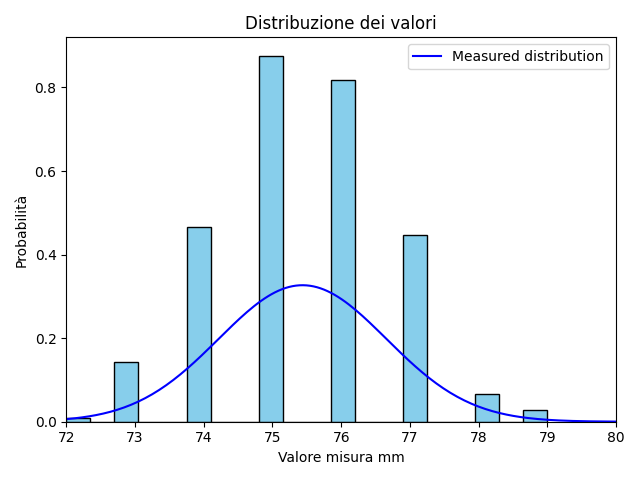 Distribuzione dei valori
Measured distribution
Probabilità
0.8
0.6
0.4
0.2
0.0
72 73 74 75 76 77 78 79 80
Valore misura mm